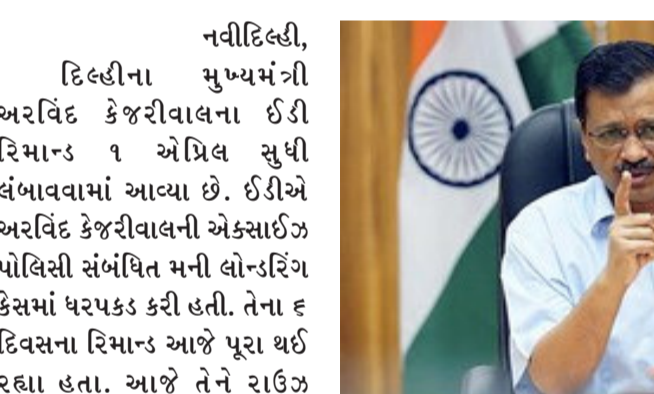 નવીદિલ્હી,
દિલ્હીના મુખ્યમંત્રી
અરવિંદ કેજરીવાલના ઈડી
રિમાન્ડ ૧ એપ્રિલ સુધી
લંબાવવામાં આવ્યા છે. ઈડીએ
અરવિંદ કેજરીવાલની એક્સાઈઝ
પોલિસી સંબંધિત મની લોન્ડરિંગ
કેસમાં ધરપકડ કરી હતી. તેના ૬
દિવસના રિમાન્ડ આજે પૂરા થઈ
રહ્યા હતા. આજે તેને રાઉઝ